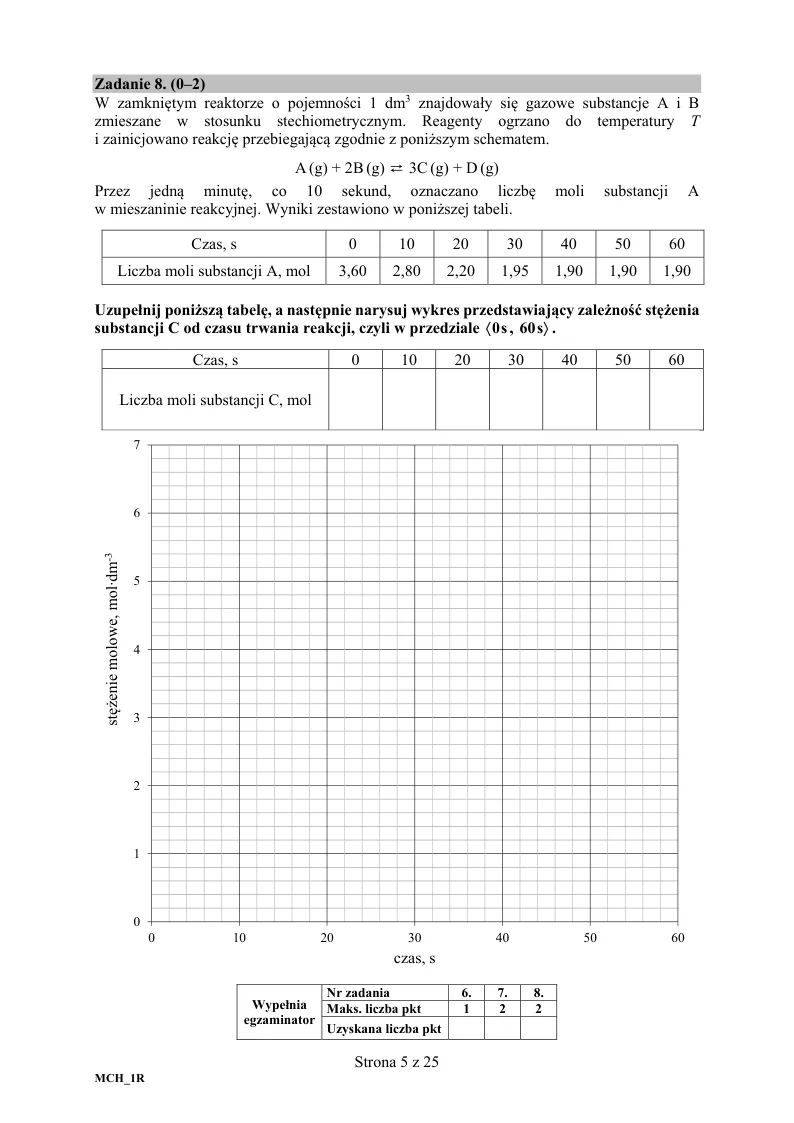 Zadanie 8. (0–2)
W zamkniętym reaktorze o pojemności 1 dm³ znajdowały się gazowe substancje A i B
zmieszane w stosunku stechiometrycznym. Reagenty ogrzano do temperatury T
i zainicjowano reakcję przebiegającą zgodnie z poniższym schematem.
A (g) + 2B (g) ⇄ 3C (g) + D (g)
Przez jedną minutę, co 10 sekund, oznaczano liczbę moli substancji A
w mieszaninie reakcyjnej. Wyniki zestawiono w poniższej tabeli.
Czas, s 0 10 20 30 40 50 60
Liczba moli substancji A, mol 3,60 2,80 2,20 1,95 1,90 1,90 1,90
Uzupełnij poniższą tabelę, a następnie narysuj wykres przedstawiający zależność stężenia
substancji C od czasu trwania reakcji, czyli w przedziale ⟨0 s, 60 s⟩.
Czas, s 0 10 20 30 40 50 60
Liczba moli substancji C, mol
7
6
5
4
3
2
1
0
stężenie molowe, mol·dm⁻³
0 10 20 30 40 50 60
czas, s
Wypełnia
egzaminator
Nr zadania 6. 7. 8.
Maks. liczba pkt 1 2 2
Uzyskana liczba pkt
Strona 5 z 25
MCH_1R